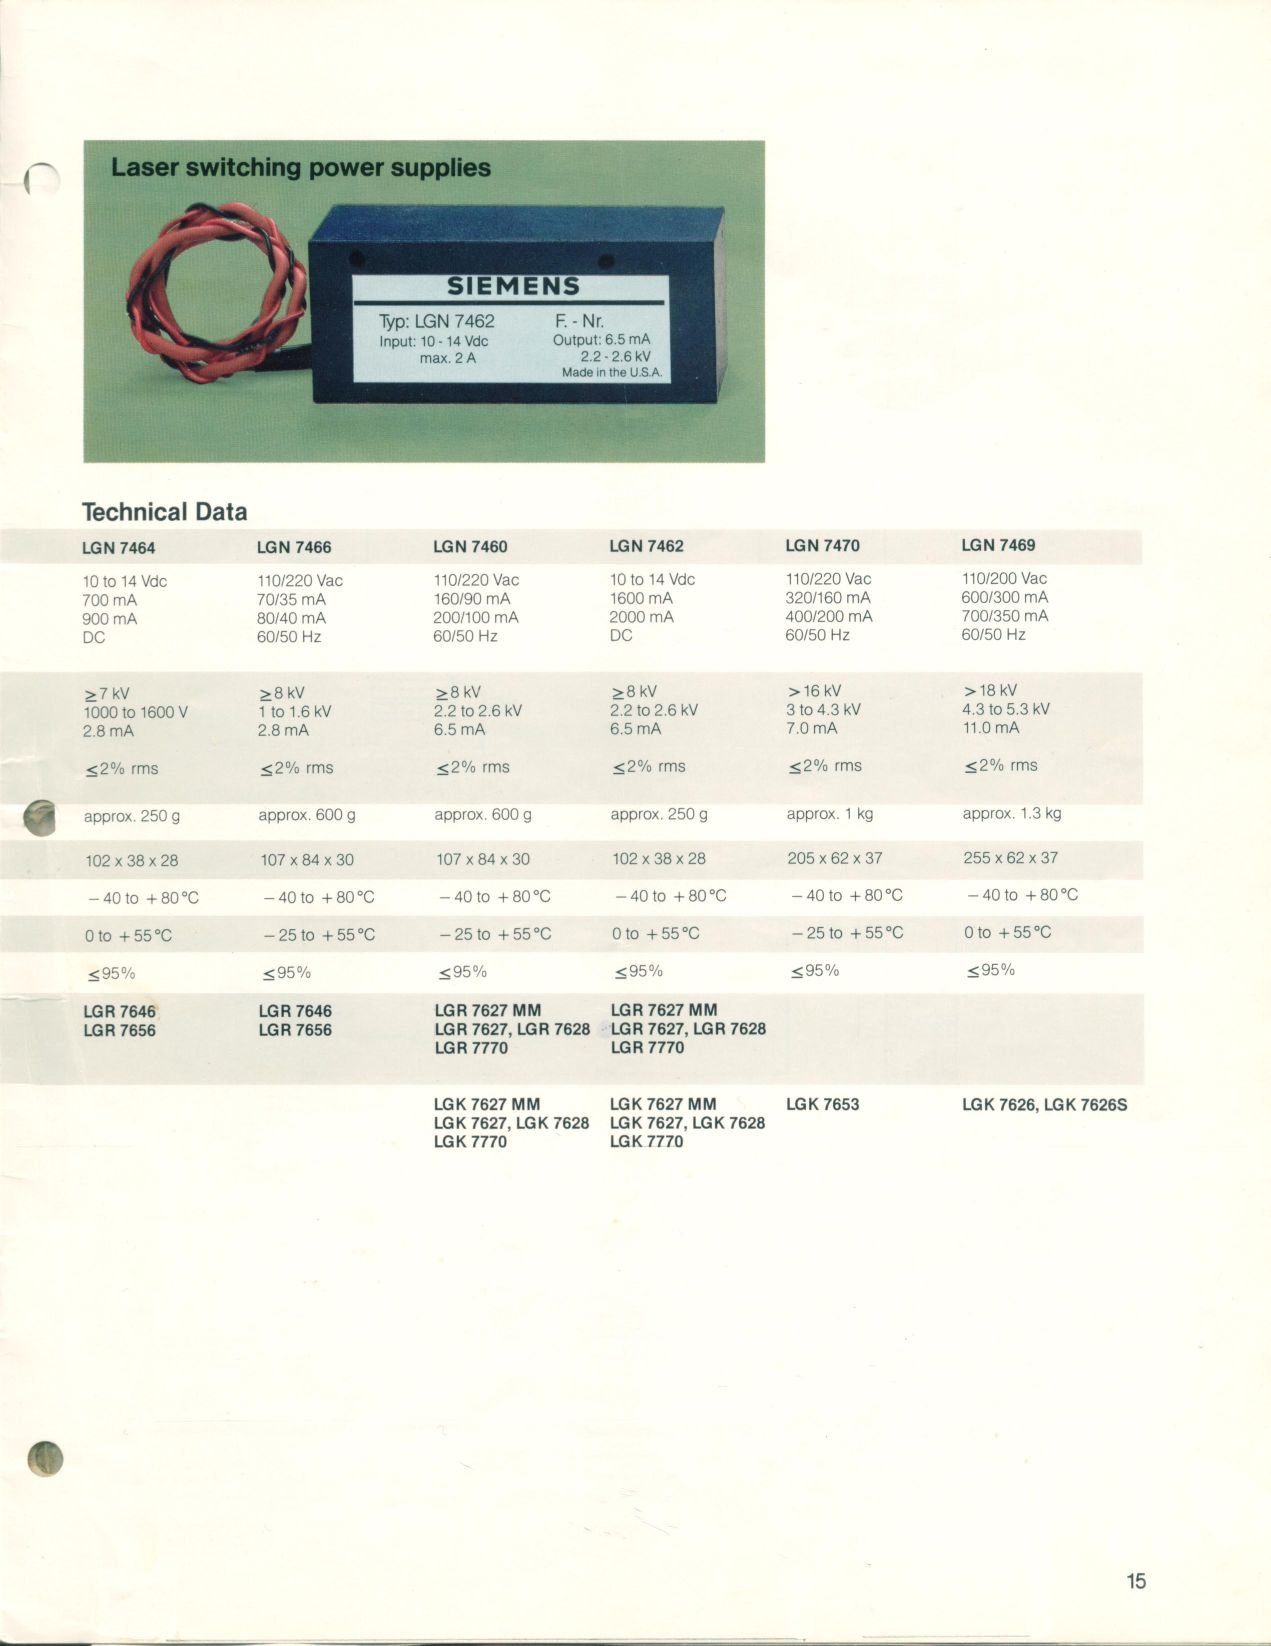 Laser switching power supplies
SIEMENS
Typ: LGN 7462 F. - Nr.
Input: 10 - 14 Vdc Output: 6.5 mA
max. 2 A 2.2 - 2.6 kV
Made in the U.S.A.
Technical Data
LGN 7464 LGN 7466 LGN 7460 LGN 7462 LGN 7470 LGN 7469
10 to 14 Vdc 110/220 Vac 110/220 Vac 10 to 14 Vdc 110/220 Vac 110/200 Vac
700 mA 70/35 mA 160/90 mA 1600 mA 320/160 mA 600/300 mA
900 mA 80/40 mA 200/100 mA 2000 mA 400/200 mA 700/350 mA
DC 60/50 Hz 60/50 Hz DC 60/50 Hz 60/50 Hz
≥7 kV ≥8 kV ≥8 kV ≥8 kV >16 kV >18 kV
1000 to 1600 V 1 to 1.6 kV 2.2 to 2.6 kV 2.2 to 2.6 kV 3 to 4.3 kV 4.3 to 5.3 kV
2.8 mA 2.8 mA 6.5 mA 6.5 mA 7.0 mA 11.0 mA
≤2% rms ≤2% rms ≤2% rms ≤2% rms ≤2% rms ≤2% rms
approx. 250 g approx. 600 g approx. 600 g approx. 250 g approx. 1 kg approx. 1.3 kg
102 x 38 x 28 107 x 84 x 30 107 x 84 x 30 102 x 38 x 28 205 x 62 x 37 255 x 62 x 37
– 40 to +80°C – 40 to +80°C – 40 to +80°C – 40 to +80°C – 40 to +80°C – 40 to +80°C
0 to +55°C – 25 to +55°C – 25 to +55°C 0 to +55°C – 25 to +55°C 0 to +55°C
≤95% ≤95% ≤95% ≤95% ≤95% ≤95%
LGR 7646 LGR 7646 LGR 7627 MM LGR 7627 MM
LGR 7656 LGR 7656 LGR 7627, LGR 7628 LGR 7627, LGR 7628
LGR 7770 LGR 7770
LGK 7627 MM LGK 7627 MM LGK 7653 LGK 7626, LGK 7626S
LGK 7627, LGK 7628 LGK 7627, LGK 7628
LGK 7770 LGK 7770
15